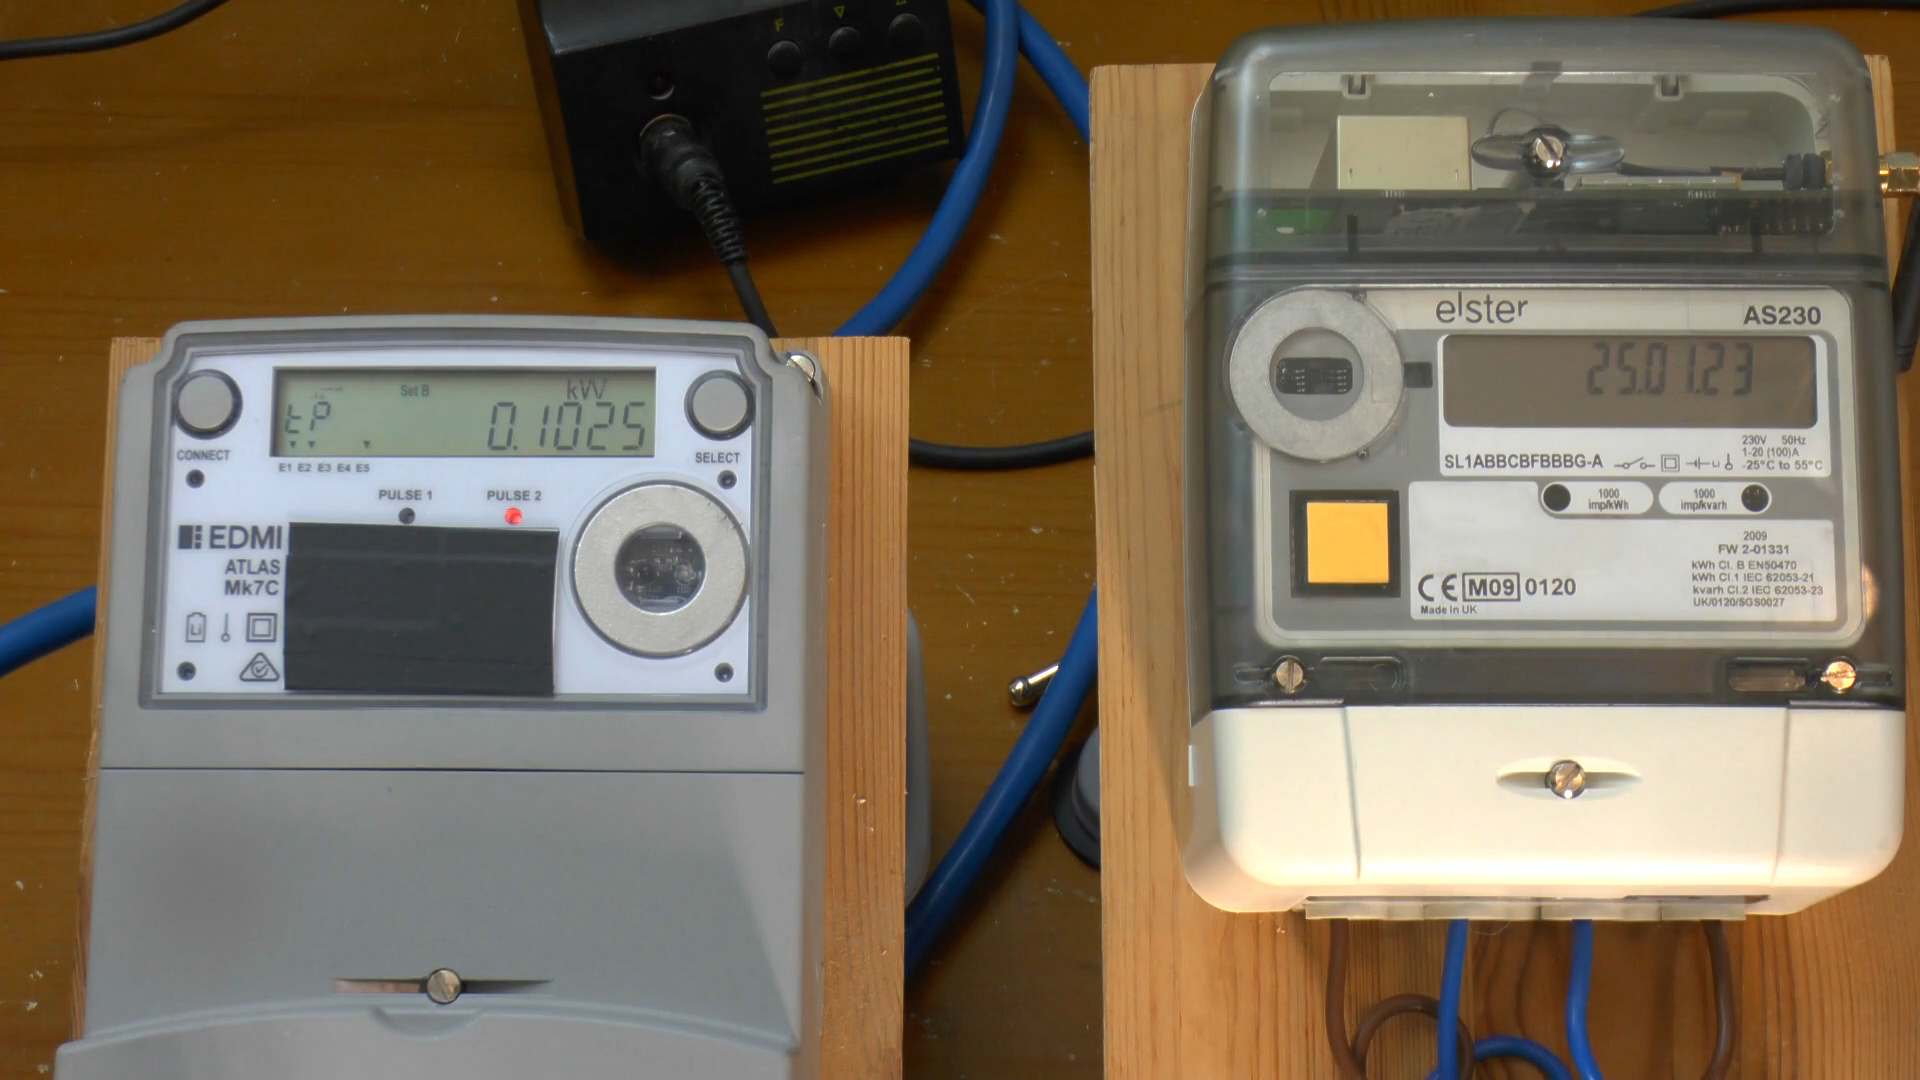 F
Set B
kW
tP 0.1025
E1 E2 E3 E4 E5
CONNECT
SELECT
PULSE 1
PULSE 2
EDMI
ATLAS
Mk7C
Li
elster
AS230
25.01.23
230V 50Hz
1-20 (100)A
-25°C to 55°C
SL1ABBCBFBBBG-A
Li
1000
imp/kWh
1000
imp/kvarh
2009
FW 2-01331
kWh Cl. B EN50470
kWh Cl.1 IEC 62053-21
kvarh Cl.2 IEC 62053-23
UK/0120/SGS0027
CE M09 0120
Made in UK